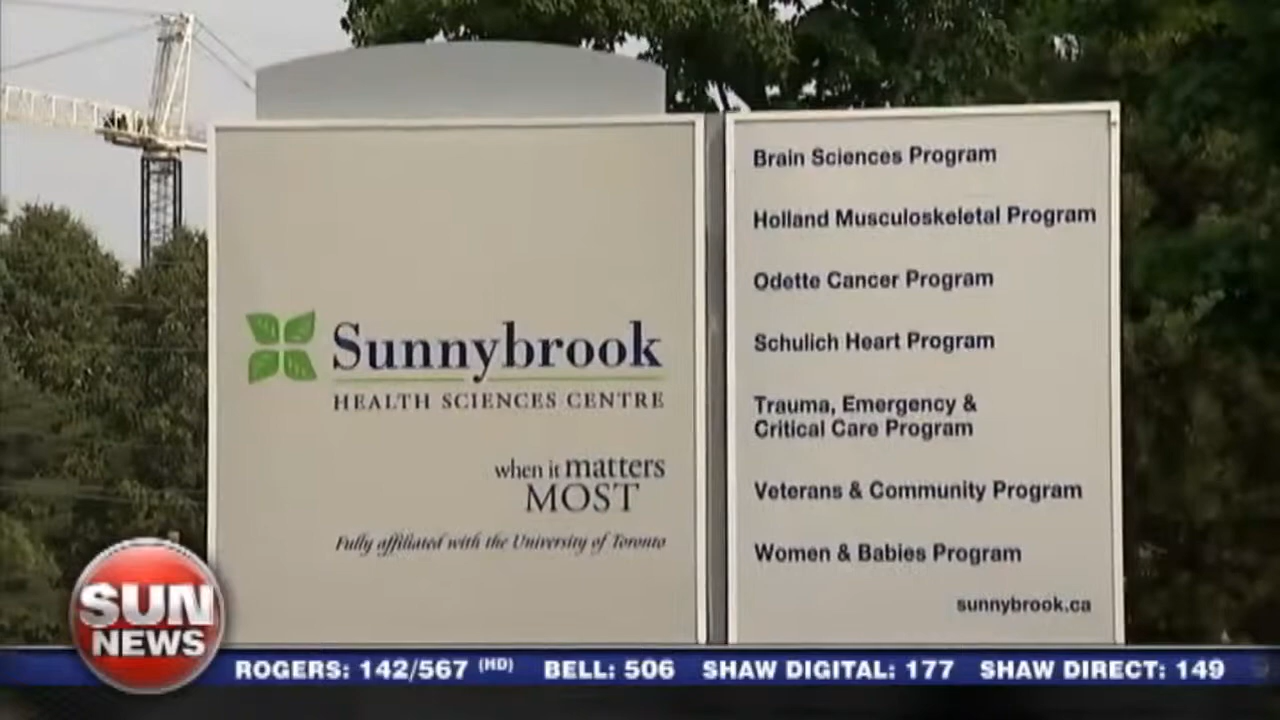 Sunnybrook
HEALTH SCIENCES CENTRE
when it matters
MOST
Fully affiliated with the University of Toronto
Brain Sciences Program
Holland Musculoskeletal Program
Odette Cancer Program
Schulich Heart Program
Trauma, Emergency &
Critical Care Program
Veterans & Community Program
Women & Babies Program
sunnybrook.ca
SUN
NEWS
ROGERS: 142/567 (HD) BELL: 506 SHAW DIGITAL: 177 SHAW DIRECT: 149